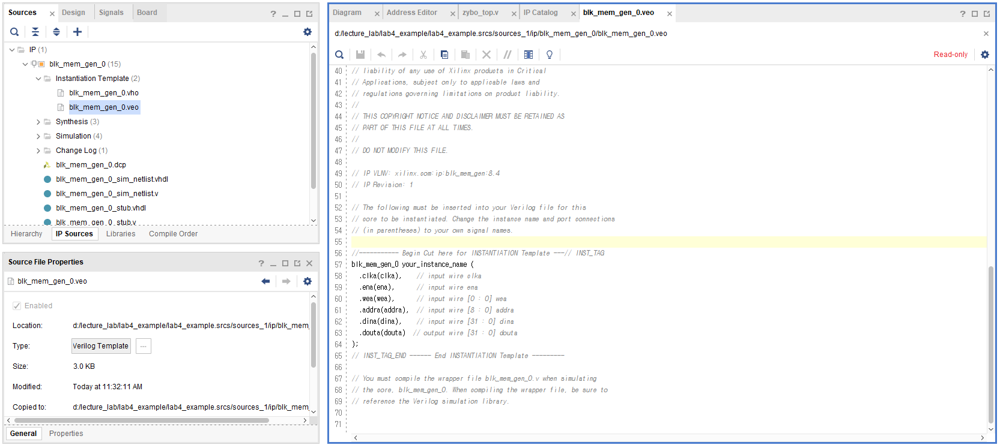 Sources
Design
Signals
Board
IP (1)
blk_mem_gen_0 (15)
Instantiation Template (2)
blk_mem_gen_0.vho
blk_mem_gen_0.veo
Synthesis (3)
Simulation (4)
Change Log (1)
blk_mem_gen_0.dcp
blk_mem_gen_0_sim_netlist.vhdl
blk_mem_gen_0_sim_netlist.v
blk_mem_gen_0_stub.vhdl
blk_mem_gen_0_stub.v
Hierarchy
IP Sources
Libraries
Compile Order
Source File Properties
blk_mem_gen_0.veo
Enabled
Location: d:/lecture_lab/lab4_example/lab4_example.srcs/sources_1/ip/blk_mem_
Type: Verilog Template ...
Size: 3.0 KB
Modified: Today at 11:32:11 AM
Copied to: d:/lecture_lab/lab4_example/lab4_example.srcs/sources_1/ip/blk_mem_
General
Properties
Diagram
Address Editor
zybo_top.v
IP Catalog
blk_mem_gen_0.veo
d:/lecture_lab/lab4_example/lab4_example.srcs/sources_1/ip/blk_mem_gen_0/blk_mem_gen_0.veo
Read-only
40 // liability of any use of Xilinx products in Critical
41 // Applications, subject only to applicable laws and
42 // regulations governing limitations on product liability.
43 //
44 // THIS COPYRIGHT NOTICE AND DISCLAIMER MUST BE RETAINED AS
45 // PART OF THIS FILE AT ALL TIMES.
46 //
47 // DO NOT MODIFY THIS FILE.
48
49 // IP VLNV: xilinx.com:ip:blk_mem_gen:8.4
50 // IP Revision: 1
51
52 // The following must be inserted into your Verilog file for this
53 // core to be instantiated. Change the instance name and port connections
54 // (in parentheses) to your own signal names.
55
56 //----------- Begin Cut here for INSTANTIATION Template ---// INST_TAG
57 blk_mem_gen_0 your_instance_name (
58 .clka(clka), // input wire clka
59 .ena(ena), // input wire ena
60 .wea(wea), // input wire [0 : 0] wea
61 .addra(addra), // input wire [8 : 0] addra
62 .dina(dina), // input wire [31 : 0] dina
63 .douta(douta) // output wire [31 : 0] douta
64 );
65 // INST_TAG_END ------ End INSTANTIATION Template ---------
66
67 // You must compile the wrapper file blk_mem_gen_0.v when simulating
68 // the core, blk_mem_gen_0. When compiling the wrapper file, be sure to
69 // reference the Verilog simulation library.
70
71